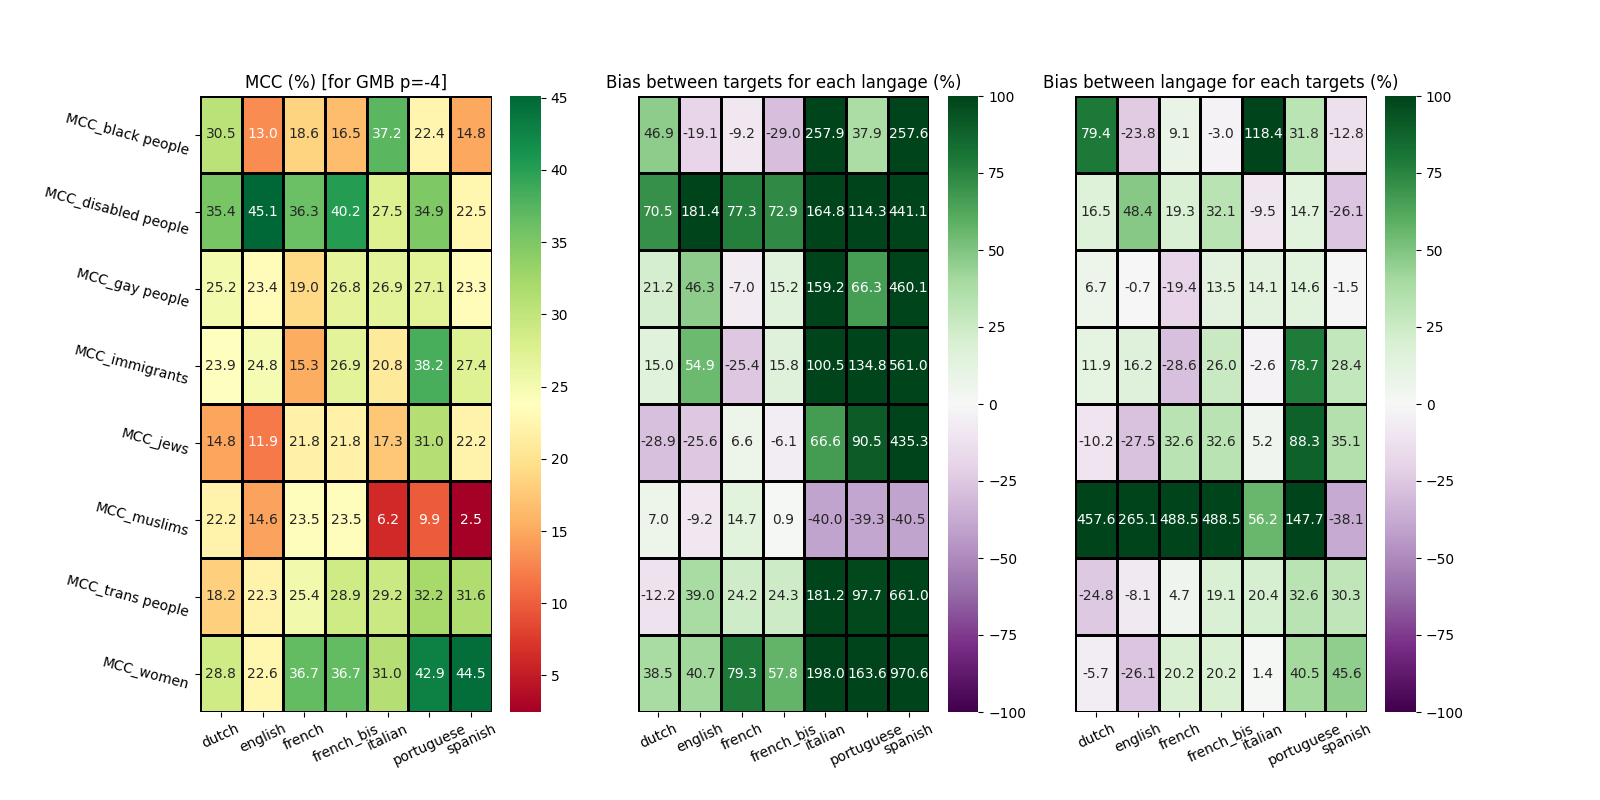 MCC (%) [for GMB p=-4]
Bias between targets for each langage (%)
Bias between langage for each targets (%)
MCC_black people 30.5 13.0 18.6 16.5 37.2 22.4 14.8
MCC_disabled people 35.4 45.1 36.3 40.2 27.5 34.9 22.5
MCC_gay people 25.2 23.4 19.0 26.8 26.9 27.1 23.3
MCC_immigrants 23.9 24.8 15.3 26.9 20.8 38.2 27.4
MCC_jews 14.8 11.9 21.8 21.8 17.3 31.0 22.2
MCC_muslims 22.2 14.6 23.5 23.5 6.2 9.9 2.5
MCC_trans people 18.2 22.3 25.4 28.9 29.2 32.2 31.6
MCC_women 28.8 22.6 36.7 36.7 31.0 42.9 44.5
dutch english french french_bis italian portuguese spanish
45
40
35
30
25
20
15
10
5
46.9 -19.1 -9.2 -29.0 257.9 37.9 257.6
70.5 181.4 77.3 72.9 164.8 114.3 441.1
21.2 46.3 -7.0 15.2 159.2 66.3 460.1
15.0 54.9 -25.4 15.8 100.5 134.8 561.0
-28.9 -25.6 6.6 -6.1 66.6 90.5 435.3
7.0 -9.2 14.7 0.9 -40.0 -39.3 -40.5
-12.2 39.0 24.2 24.3 181.2 97.7 661.0
38.5 40.7 79.3 57.8 198.0 163.6 970.6
dutch english french french_bis italian portuguese spanish
100
75
50
25
0
−25
−50
−75
−100
79.4 -23.8 9.1 -3.0 118.4 31.8 -12.8
16.5 48.4 19.3 32.1 -9.5 14.7 -26.1
6.7 -0.7 -19.4 13.5 14.1 14.6 -1.5
11.9 16.2 -28.6 26.0 -2.6 78.7 28.4
-10.2 -27.5 32.6 32.6 5.2 88.3 35.1
457.6 265.1 488.5 488.5 56.2 147.7 -38.1
-24.8 -8.1 4.7 19.1 20.4 32.6 30.3
-5.7 -26.1 20.2 20.2 1.4 40.5 45.6
dutch english french french_bis italian portuguese spanish
100
75
50
25
0
−25
−50
−75
−100